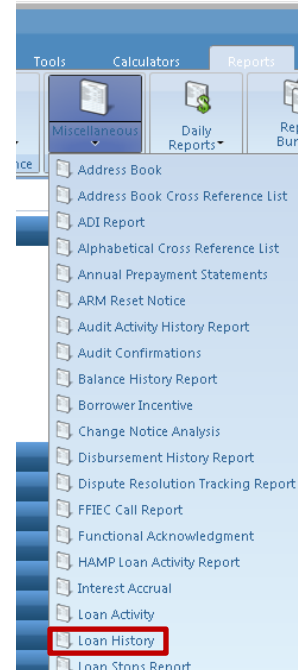 Tools Calculators Reports
Miscellaneous Daily Reports
Address Book
Address Book Cross Reference List
ADI Report
Alphabetical Cross Reference List
Annual Prepayment Statements
ARM Reset Notice
Audit Activity History Report
Audit Confirmations
Balance History Report
Borrower Incentive
Change Notice Analysis
Disbursement History Report
Dispute Resolution Tracking Report
FFIEC Call Report
Functional Acknowledgment
HAMP Loan Activity Report
Interest Accrual
Loan Activity
Loan History
Loan Stops Report